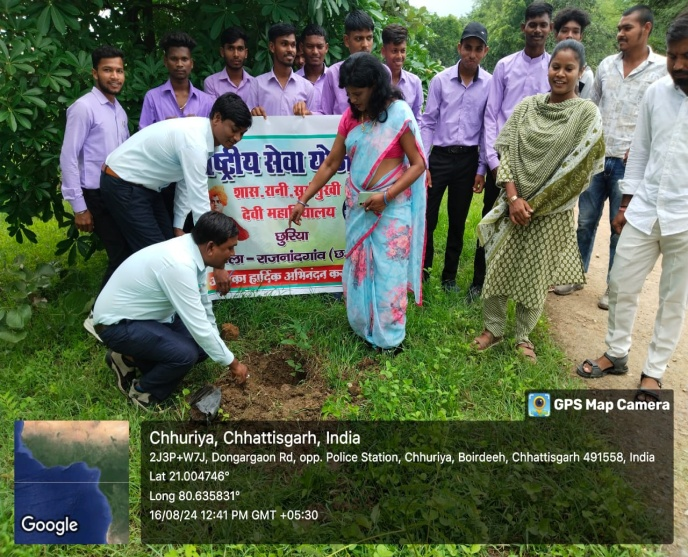 राष्ट्रीय सेवा
शास. रानी
देवी महाविद्यालय
छुरिया
राजनांदगांव
का हार्दिक अभिनंदन
GPS Map Camera
Chhuriya, Chhattisgarh, India
2J3P+W7J, Dongargaon Rd, opp. Police Station, Chhuriya, Boirdeeh, Chhattisgarh 491558, India
Lat 21.004746°
Long 80.635831°
16/08/24 12:41 PM GMT +05:30
Google